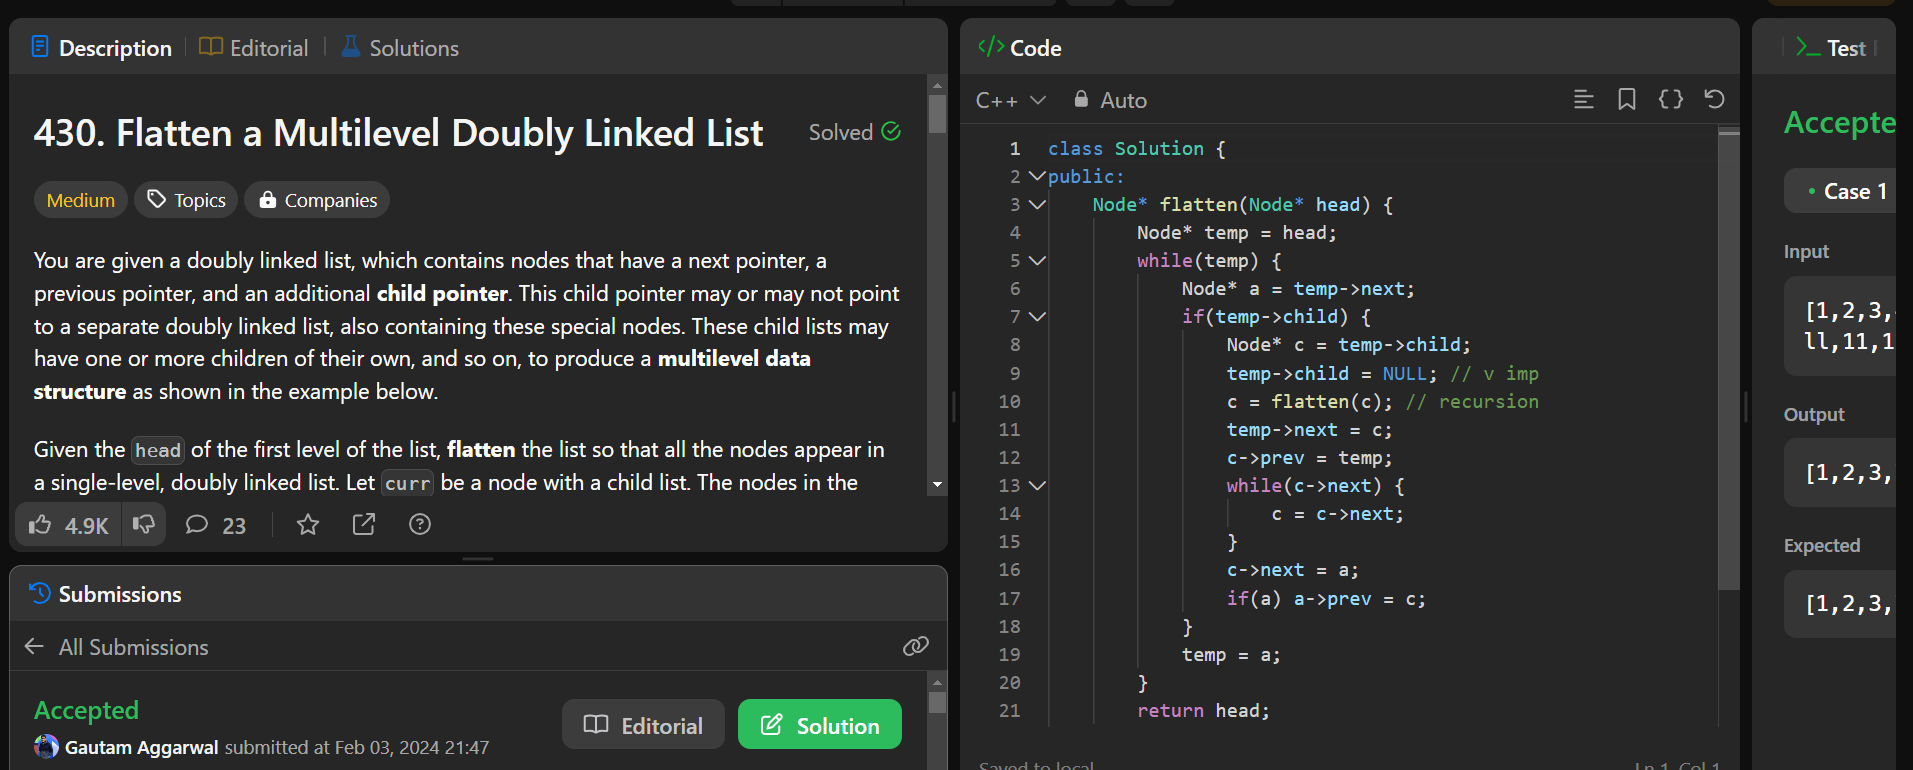 Description | Editorial | Solutions
430. Flatten a Multilevel Doubly Linked List
Solved
Medium
Topics
Companies
You are given a doubly linked list, which contains nodes that have a next pointer, a
previous pointer, and an additional child pointer. This child pointer may or may not point
to a separate doubly linked list, also containing these special nodes. These child lists may
have one or more children of their own, and so on, to produce a multilevel data
structure as shown in the example below.
Given the head of the first level of the list, flatten the list so that all the nodes appear in
a single-level, doubly linked list. Let curr be a node with a child list. The nodes in the
4.9K
23
Submissions
All Submissions
Accepted
Editorial
Solution
Gautam Aggarwal submitted at Feb 03, 2024 21:47
</> Code
C++
Auto
1 class Solution {
2 public:
3 Node* flatten(Node* head) {
4 Node* temp = head;
5 while(temp) {
6 Node* a = temp->next;
7 if(temp->child) {
8 Node* c = temp->child;
9 temp->child = NULL; // v imp
10 c = flatten(c); // recursion
11 temp->next = c;
12 c->prev = temp;
13 while(c->next) {
14 c = c->next;
15 }
16 c->next = a;
17 if(a) a->prev = c;
18 }
19 temp = a;
20 }
21 return head;
Saved to local
Ln 1, Col 1
>_ Test
Accepte
Case 1
Input
[1,2,3,
ll,11,1
Output
[1,2,3,
Expected
[1,2,3,